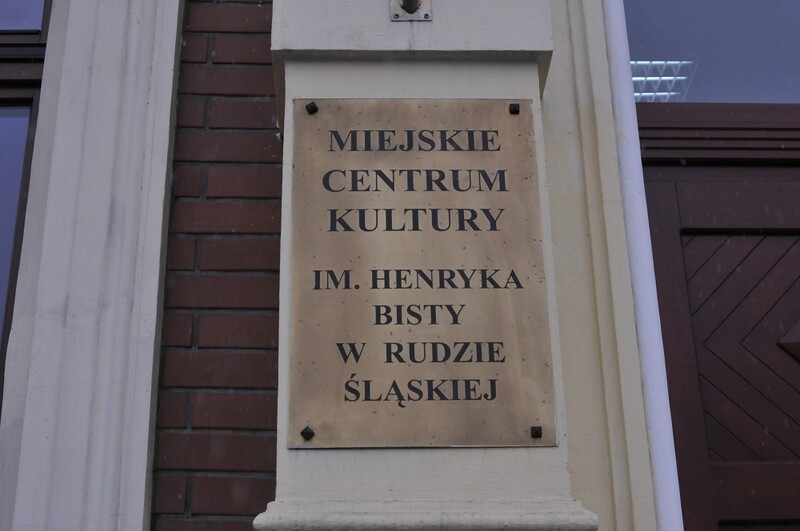 MIEJSKIE
CENTRUM
KULTURY
IM. HENRYKA
BISTY
W RUDZIE
ŚLĄSKIEJ